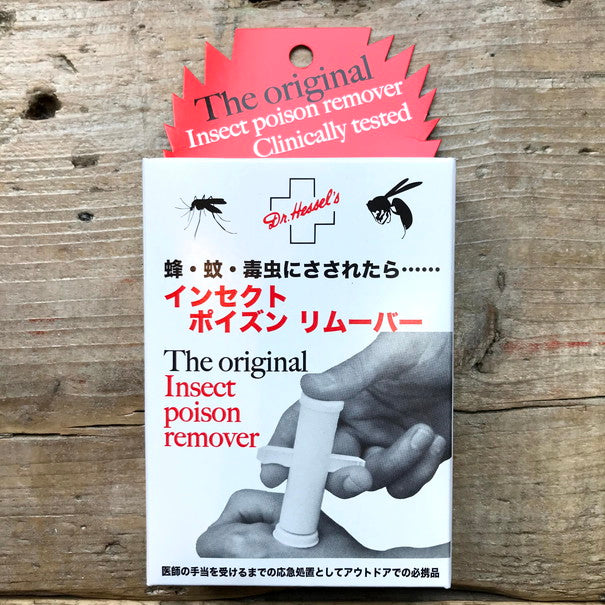 The original
Insect poison remover
Clinically tested
Dr.Hessel's
蜂・蚊・毒虫にさされたら……
インセクト
ポイズン リムーバー
The original
Insect
poison
remover
医師の手当を受けるまでの応急処置としてアウトドアでの必携品